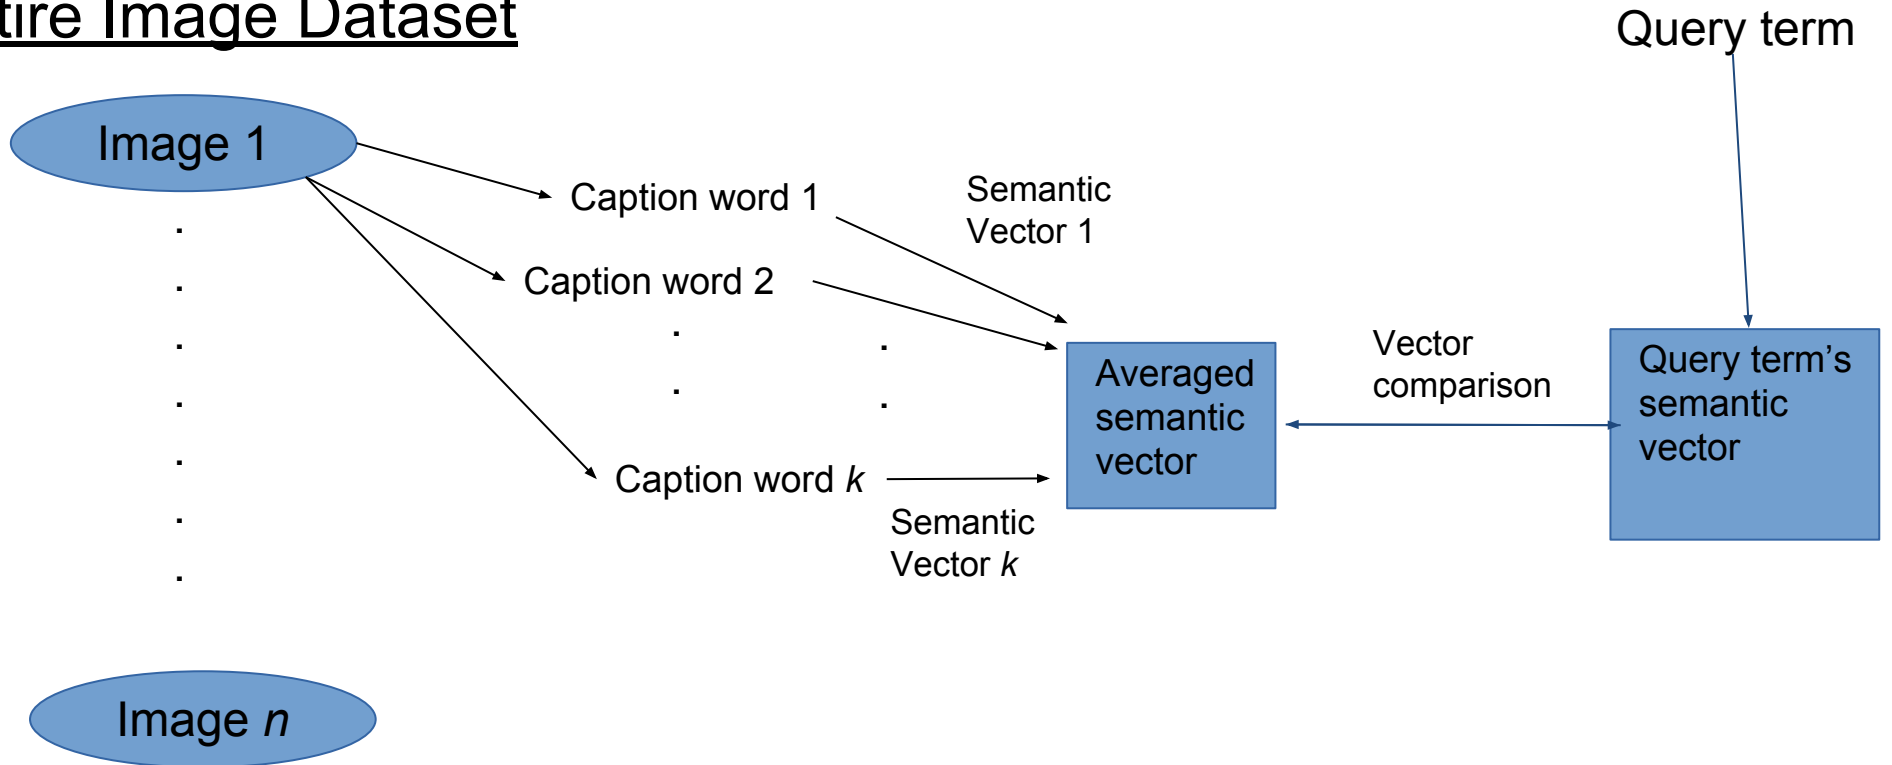 tire Image Dataset
Query term
Image 1
Caption word 1
Semantic
Vector 1
Caption word 2
Averaged
semantic
vector
Vector
comparison
Query term's
semantic
vector
Caption word k
Semantic
Vector k
Image n